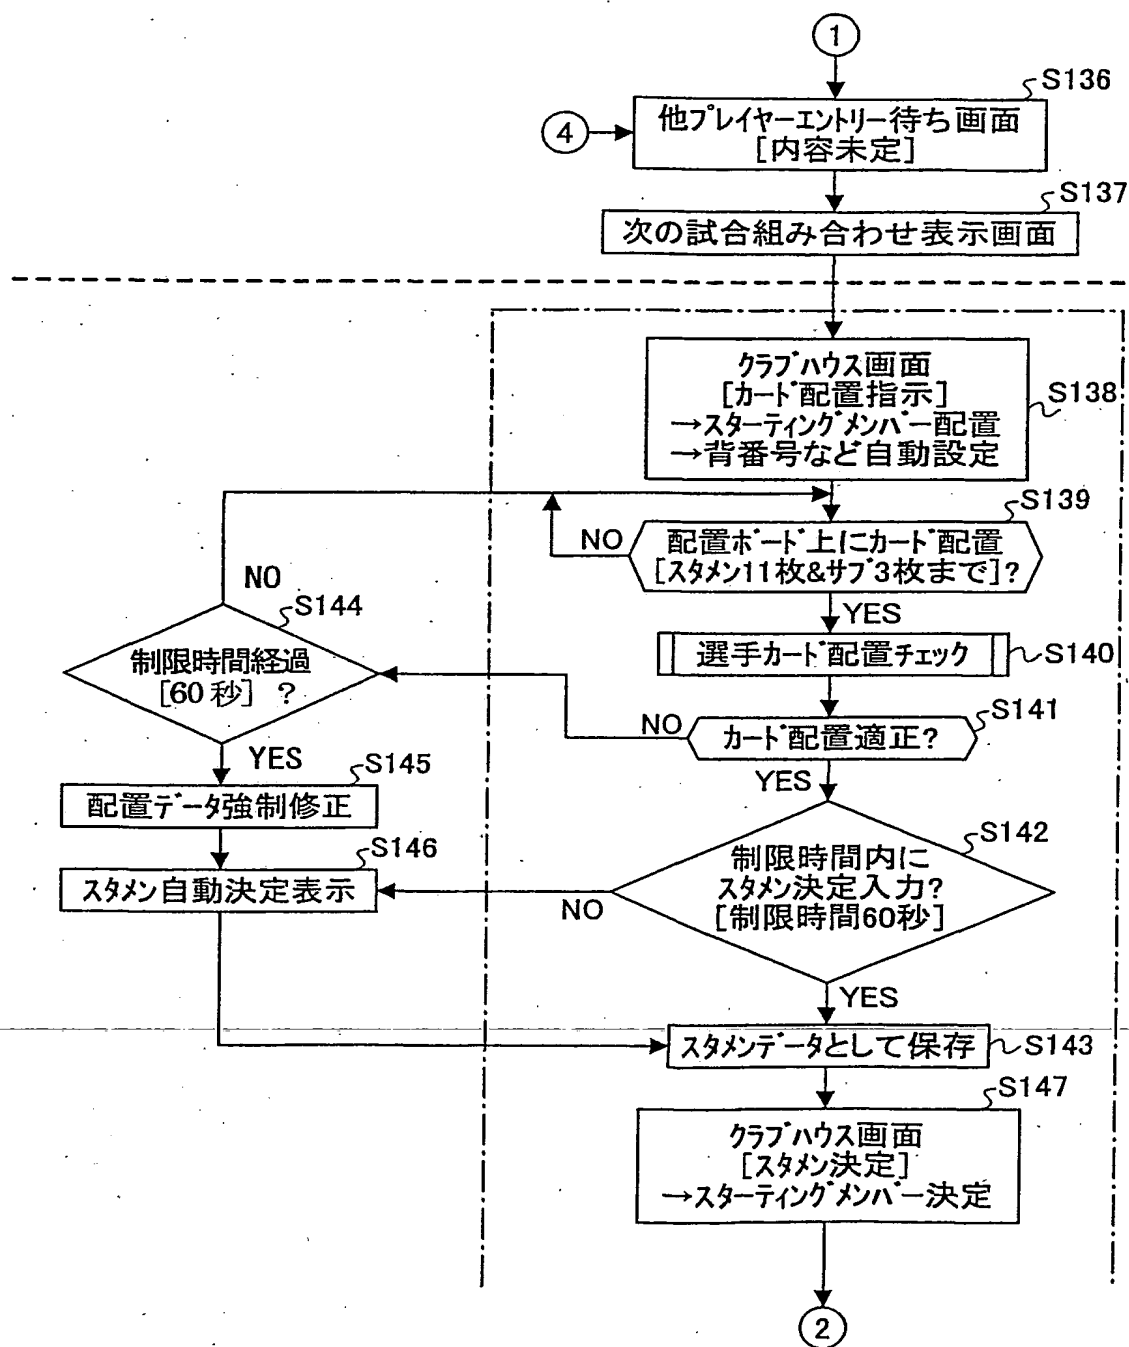 1
S136
他プレイヤーエントリー待ち画面
[内容未定]
4
S137
次の試合組み合わせ表示画面
クラブハウス画面
[カード配置指示]
→スターティングメンバー配置
→背番号など自動設定
S138
S139
NO
配置ボード上にカード配置
[スタメン11枚&サブ3枚まで]?
YES
NO
S144
制限時間経過
[60秒] ?
選手カード配置チェック
S140
S141
NO
カード配置適正?
YES
YES
S145
配置データ強制修正
S142
制限時間内に
スタメン決定入力?
[制限時間60秒]
S146
スタメン自動決定表示
NO
YES
スタメンデータとして保存
S143
S147
クラブハウス画面
[スタメン決定]
→スターティングメンバー決定
2